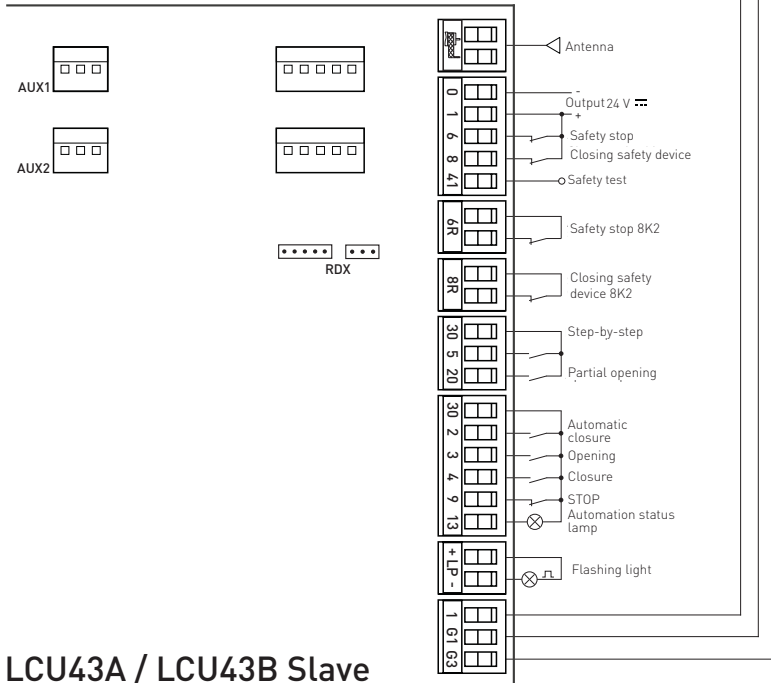 AUX1
AUX2
RDX
Antenna
0
-
Output 24 V
1
+
6
Safety stop
8
Closing safety device
41
Safety test
6R
Safety stop 8K2
8R
Closing safety
device 8K2
30
Step-by-step
5
20
Partial opening
30
2
Automatic
closure
3
Opening
4
Closure
9
STOP
13
Automation status
lamp
+ LP -
Flashing light
1
G1
G3
LCU43A / LCU43B Slave